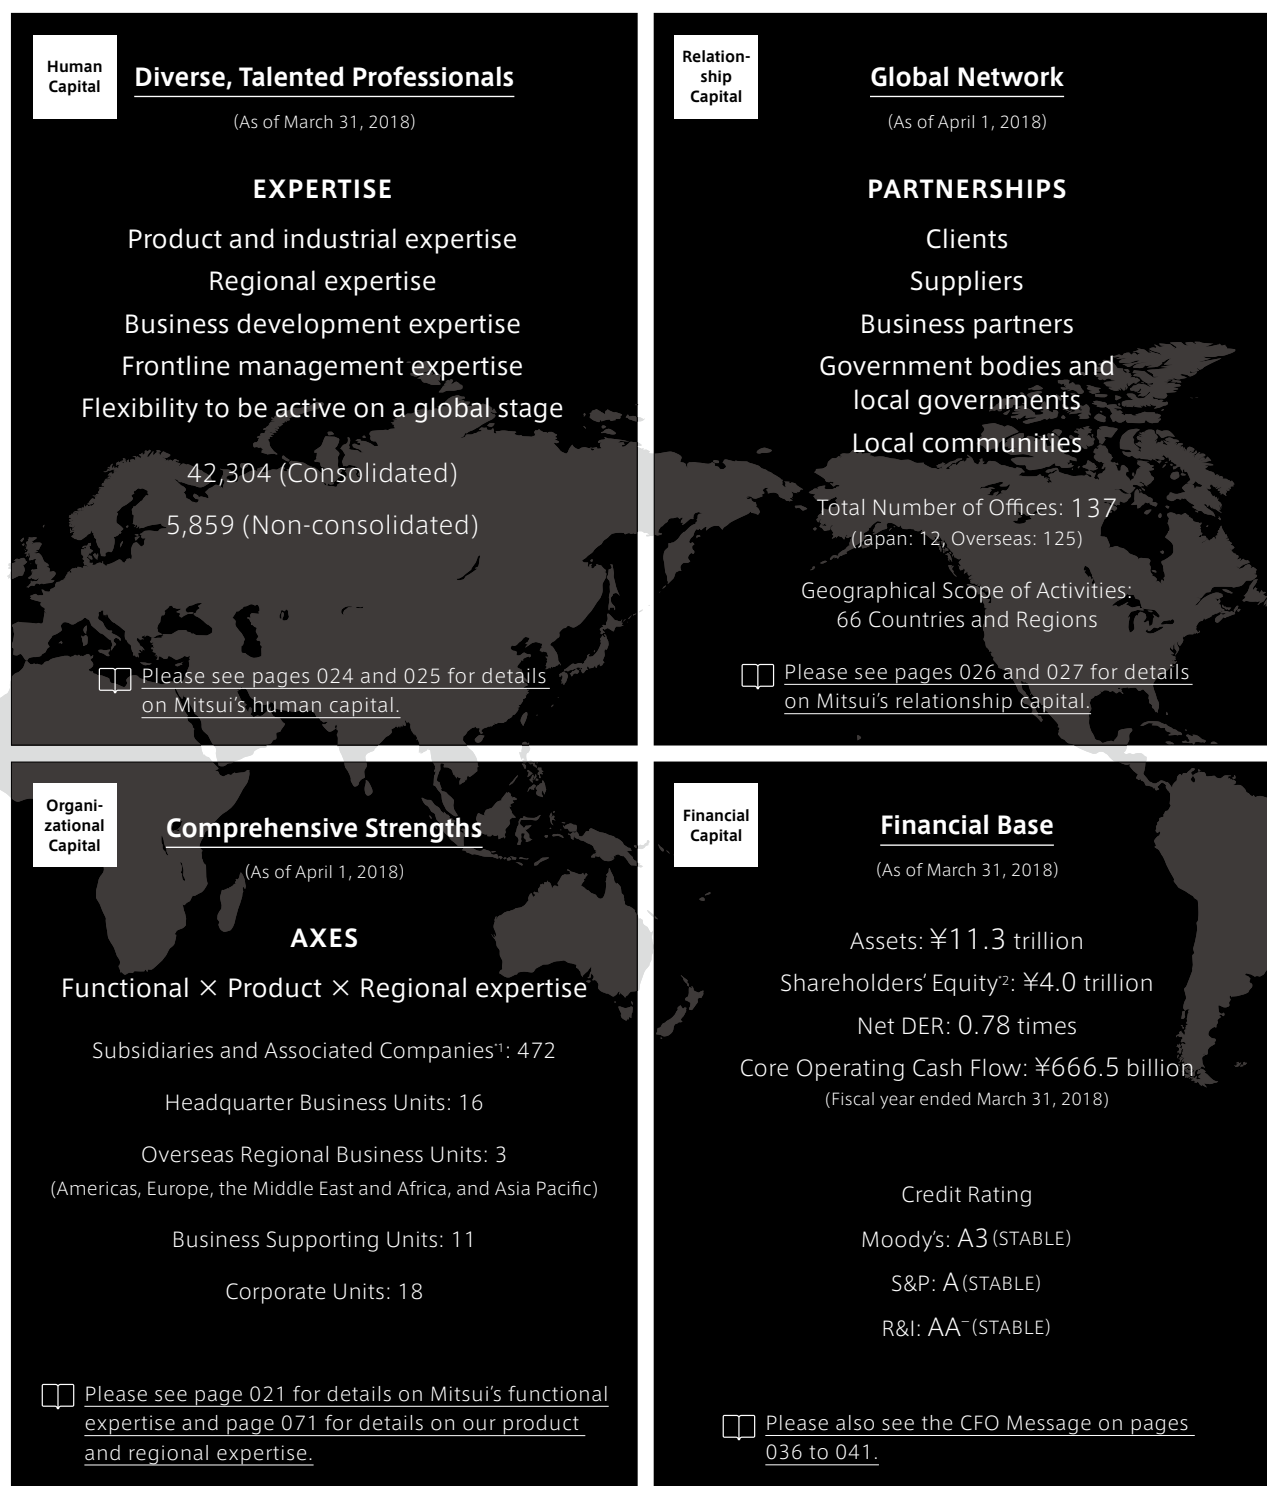 Human
Capital
Diverse, Talented Professionals
(As of March 31, 2018)
EXPERTISE
Product and industrial expertise
Regional expertise
Business development expertise
Frontline management expertise
Flexibility to be active on a global stage
42,304 (Consolidated)
5,859 (Non-consolidated)
Please see pages 024 and 025 for details
on Mitsui’s human capital.
Relation-
ship
Capital
Global Network
(As of April 1, 2018)
PARTNERSHIPS
Clients
Suppliers
Business partners
Government bodies and
local governments
Local communities
Total Number of Offices: 137
(Japan: 12, Overseas: 125)
Geographical Scope of Activities:
66 Countries and Regions
Please see pages 026 and 027 for details
on Mitsui’s relationship capital.
Organi-
zational
Capital
Comprehensive Strengths
(As of April 1, 2018)
AXES
Functional × Product × Regional expertise
Subsidiaries and Associated Companies*1: 472
Headquarter Business Units: 16
Overseas Regional Business Units: 3
(Americas, Europe, the Middle East and Africa, and Asia Pacific)
Business Supporting Units: 11
Corporate Units: 18
Please see page 021 for details on Mitsui’s functional
expertise and page 071 for details on our product
and regional expertise.
Financial
Capital
Financial Base
(As of March 31, 2018)
Assets: ¥11.3 trillion
Shareholders’ Equity*2: ¥4.0 trillion
Net DER: 0.78 times
Core Operating Cash Flow: ¥666.5 billion
(Fiscal year ended March 31, 2018)
Credit Rating
Moody’s: A3 (STABLE)
S&P: A (STABLE)
R&I: AA− (STABLE)
Please also see the CFO Message on pages
036 to 041.